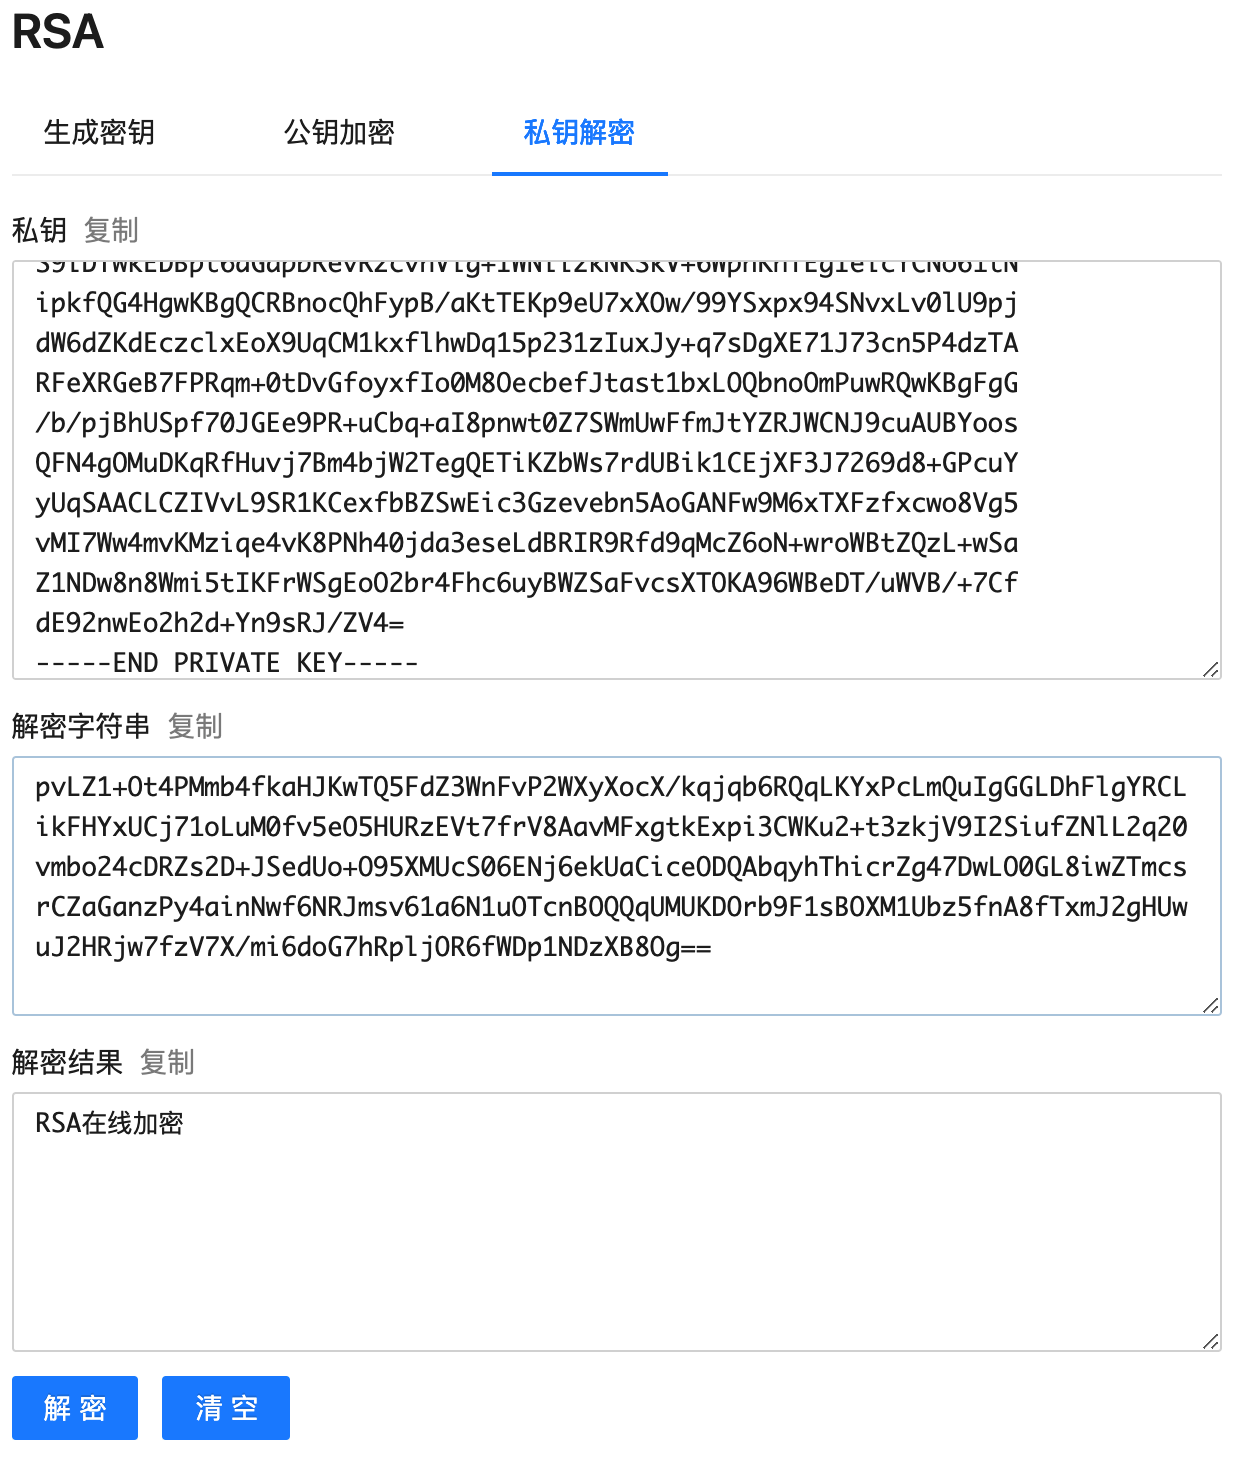 RSA
生成密钥 公钥加密 私钥解密
私钥 复制
ipkfQG4HgwKBgQCRBnocQhFypB/aKtTEKp9eU7xXOw/99YSxpx94SNvxLv0lU9pj
dW6dZKdEczclxEoX9UqCM1kxflhwDq15p231zIuxJy+q7sDgXE71J73cn5P4dzTA
RFeXRGeB7FPRqm+0tDvGfoyxfIo0M8OecbefJtast1bxLOQbnoOmPuwRQwKBgFgG
/b/pjBhUSpf70JGEe9PR+uCbq+aI8pnwt0Z7SWmUwFfmJtYZRJWCNJ9cuAUBYoos
QFN4gOMuDKqRfHuvj7Bm4bjW2TegQETiKZbWs7rdUBik1CEjXF3J7269d8+GPcuY
yUqSAACLCZIVvL9SR1KCexfbBZSwEic3Gzevebn5AoGANFw9M6xTXFzfxcwo8Vg5
vMI7Ww4mvKMziqe4vK8PNh40jda3eseLdBRIR9Rfd9qMcZ6oN+wroWBtZQzL+wSa
Z1NDw8n8Wmi5tIKFrWSgEoO2br4Fhc6uyBWZSaFvcsXTOKA96WBeDT/uWVB/+7Cf
dE92nwEo2h2d+Yn9sRJ/ZV4=
-----END PRIVATE KEY-----
解密字符串 复制
pvLZ1+Ot4PMmb4fkaHJKwTQ5FdZ3WnFvP2WXyXocX/kqjqb6RQqLKYxPcLmQuIgGGLDhFlgYRCL
ikFHYxUCj71oLuM0fv5eO5HURzEVt7frV8AavMFxgtkExpi3CWKu2+t3zkjV9I2SiufZNlL2q20
vmbo24cDRZs2D+JSedUo+O95XMUcS06ENj6ekUaCiceODQAbqyhThicrZg47DwLO0GL8iwZTmcs
rCZaGanzPy4ainNwf6NRJmsv61a6N1uOTcnBOQQqUMUKDOrb9F1sBOXM1Ubz5fnA8fTxmJ2gHUw
uJ2HRjw7fzV7X/mi6doG7hRpljOR6fWDp1NDzXB8Og==
解密结果 复制
RSA在线加密
解 密 清 空